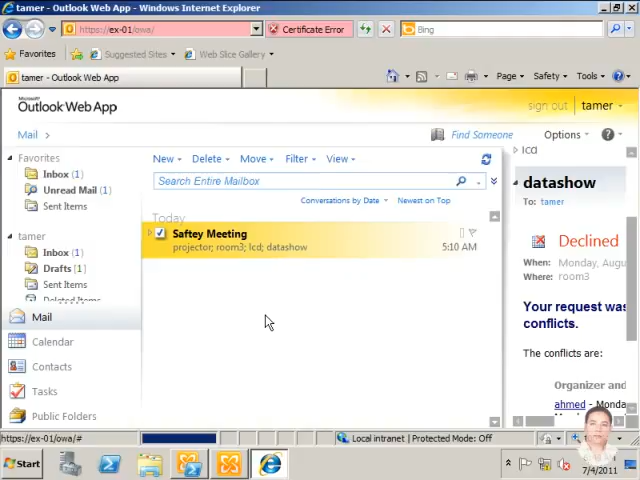 tamer - Outlook Web App - Windows Internet Explorer
https://ex-01/owa/
Certificate Error
Bing
Favorites
Suggested Sites
Web Slice Gallery
tamer - Outlook Web App
Page
Safety
Tools
Microsoft
Outlook Web App
sign out
tamer
Mail >
Find Someone
Options
Favorites
Inbox (1)
Unread Mail (1)
Sent Items
tamer
Inbox (1)
Drafts (1)
Sent Items
Deleted Items
Mail
Calendar
Contacts
Tasks
Public Folders
New
Delete
Move
Filter
View
Search Entire Mailbox
Conversations by Date
Newest on Top
Today
Saftey Meeting
projector; room3; lcd; datashow
5:10 AM
lcd
datashow
To: tamer
Declined
When: Monday, Augu
Where: room3
Your request was
conflicts.
The conflicts are:
Organizer and
ahmed - Monda
https://ex-01/owa/#
Local intranet | Protected Mode: Off
Start
7/4/2011